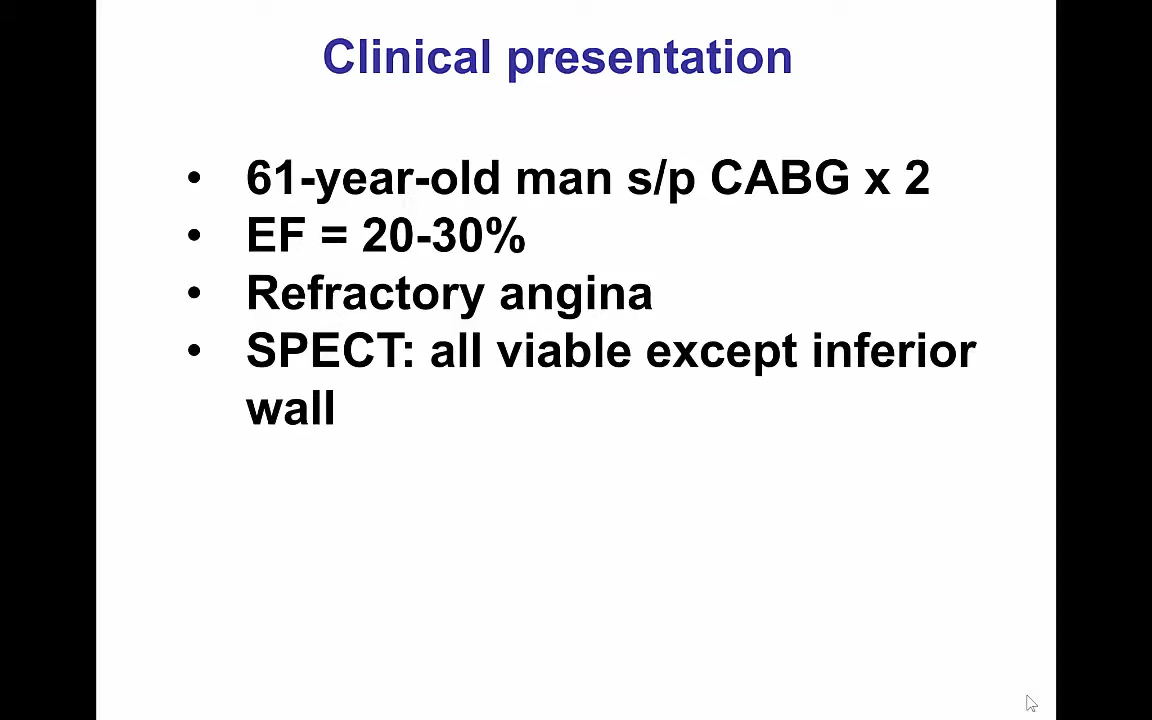 Clinical presentation
• 61-year-old man s/p CABG x 2
• EF = 20-30%
• Refractory angina
• SPECT: all viable except inferior
wall